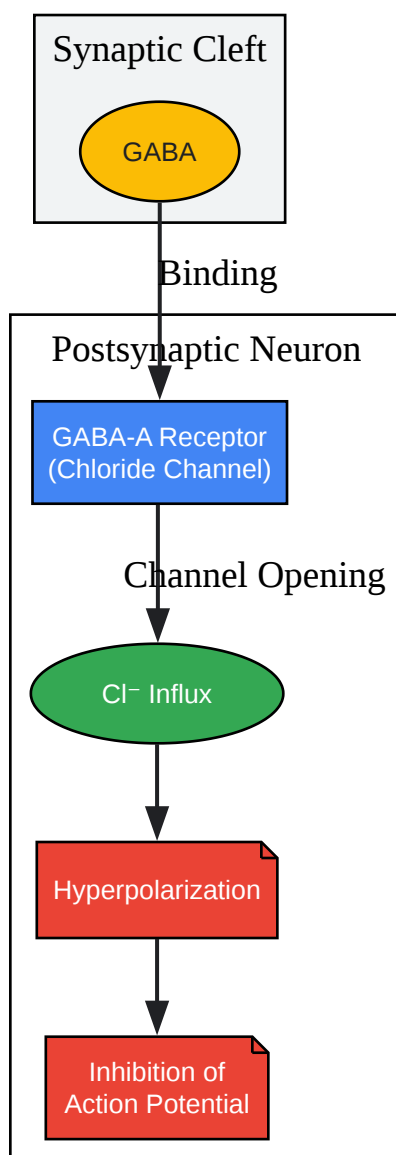 Synaptic Cleft
GABA
Binding
Postsynaptic Neuron
GABA-A Receptor
(Chloride Channel)
Channel Opening
Cl⁻ Influx
Hyperpolarization
Inhibition of
Action Potential